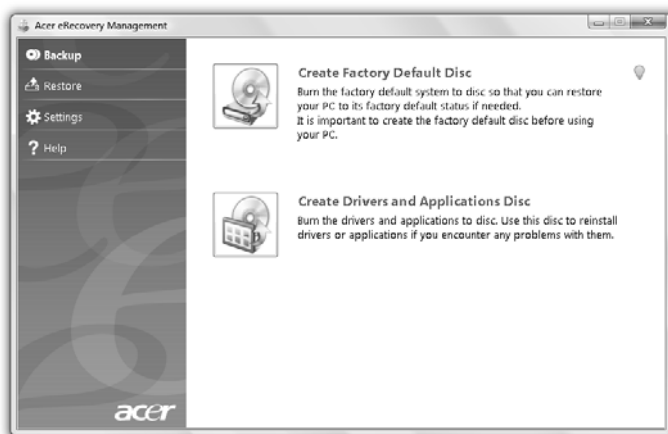 Acer eRecovery Management
Backup
Restore
Settings
? Help
Create Factory Default Disc
Burn the factory default system to disc so that you can restore
your PC to its factory default status if needed.
It is important to create the factory default disc before using
your PC.
Create Drivers and Applications Disc
Burn the drivers and applications to disc. Use this disc to reinstall
drivers or applications if you encounter any problems with them.
acer